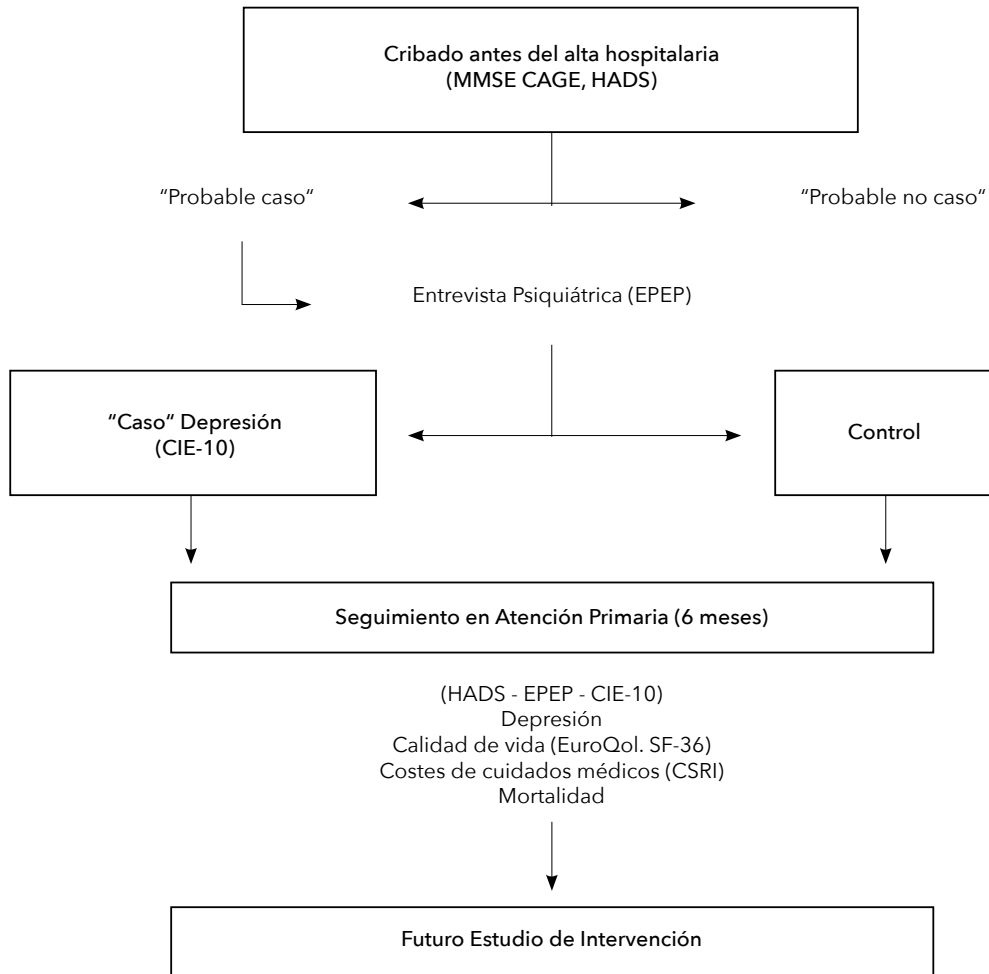 Cribado antes del alta hospitalaria
(MMSE CAGE, HADS)
“Probable caso“
“Probable no caso“
Entrevista Psiquiátrica (EPEP)
“Caso“ Depresión
(CIE-10)
Control
Seguimiento en Atención Primaria (6 meses)
(HADS - EPEP - CIE-10)
Depresión
Calidad de vida (EuroQol. SF-36)
Costes de cuidados médicos (CSRI)
Mortalidad
Futuro Estudio de Intervención